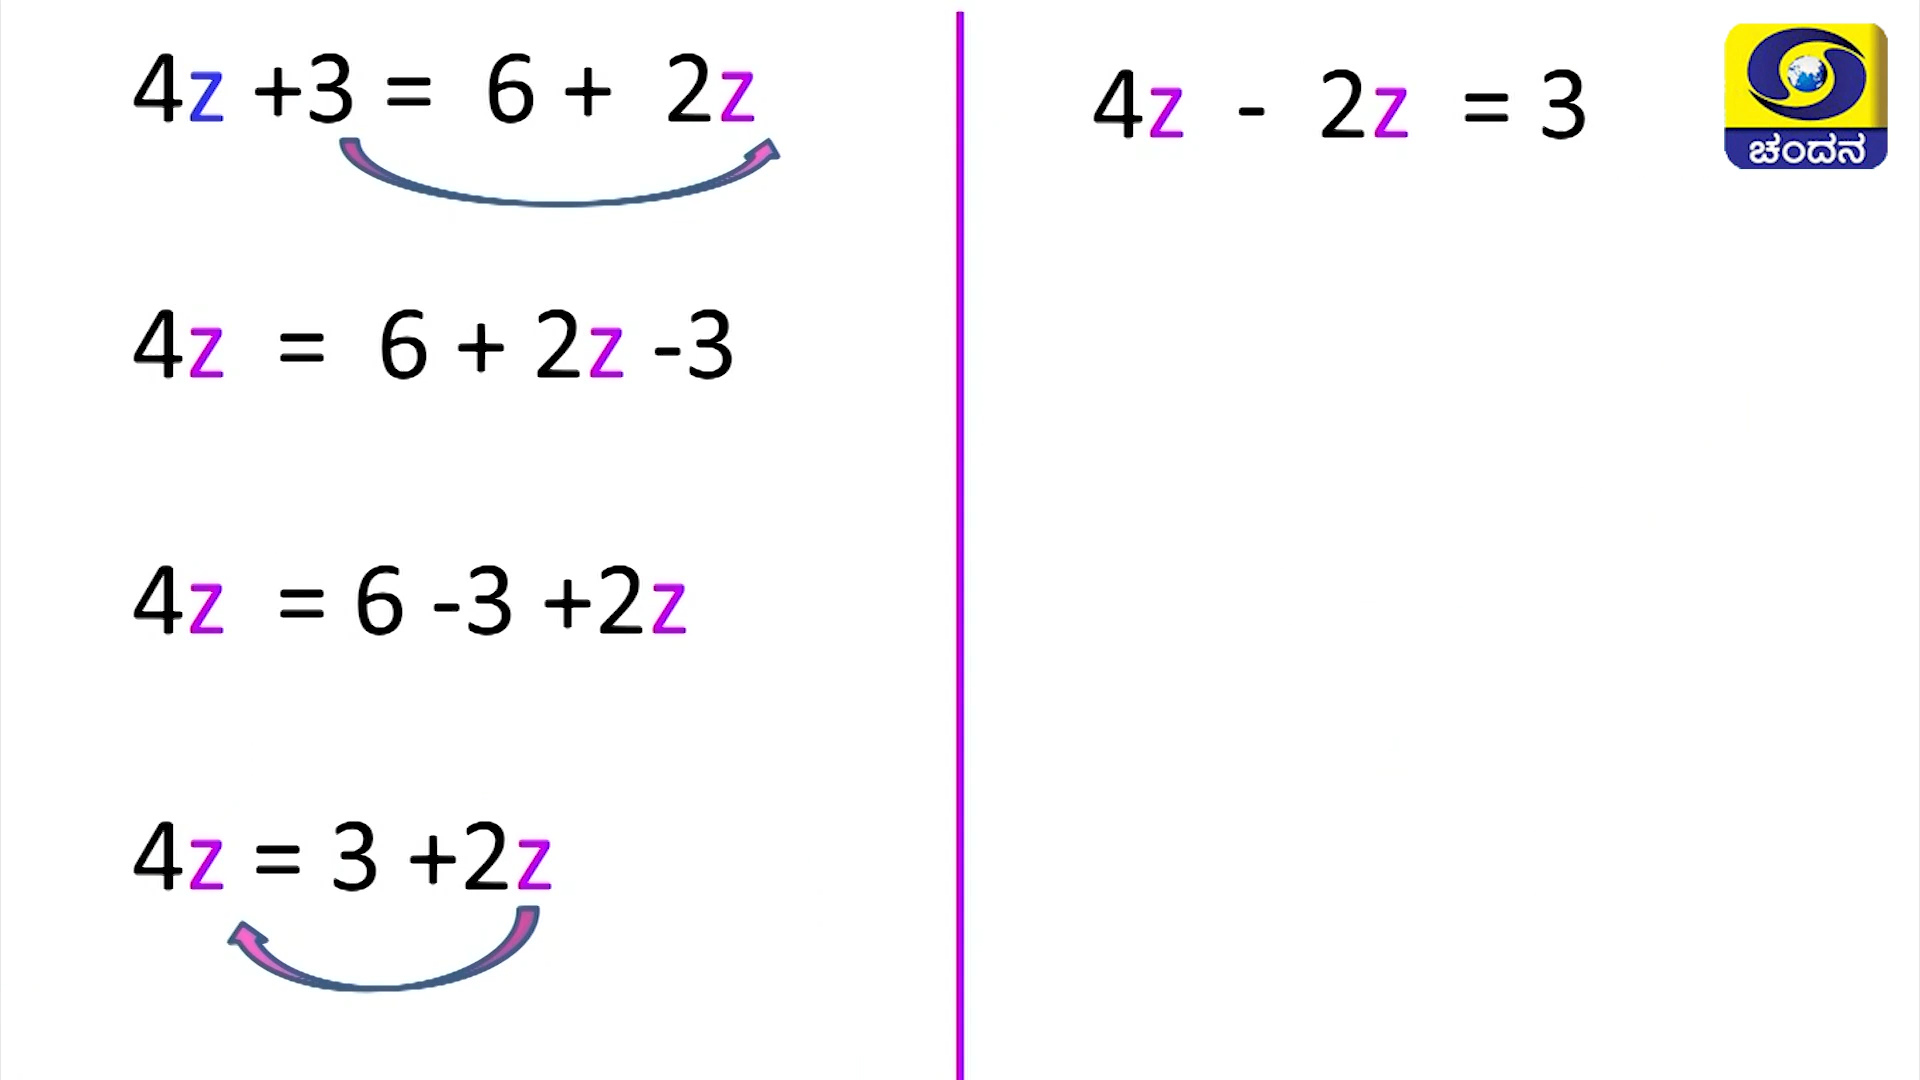 4z +3 = 6 + 2z
4z = 6 + 2z -3
4z = 6 -3 +2z
4z = 3 +2z
4z - 2z = 3
ಚಂದನ